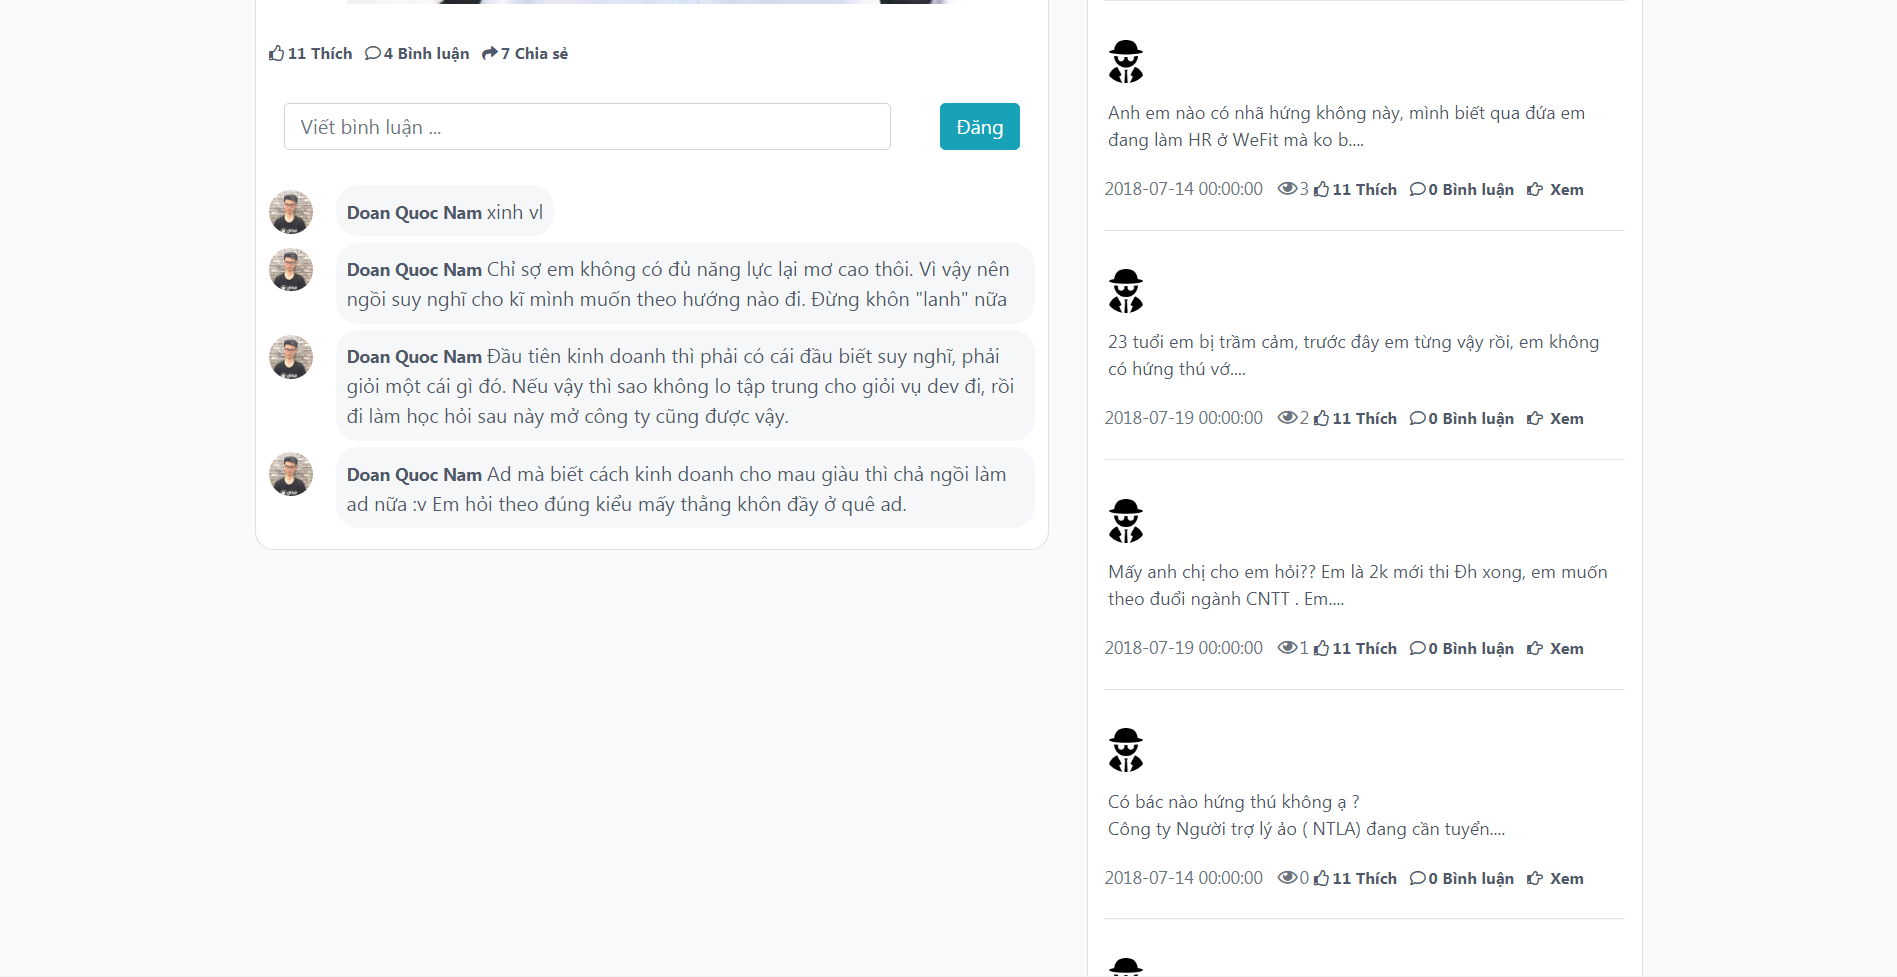 11 Thích 4 Bình luận 7 Chia sẻ
Viết bình luận ...
Đăng
Doan Quoc Nam xinh vl
Doan Quoc Nam Chỉ sợ em không có đủ năng lực lại mơ cao thôi. Vì vậy nên
ngồi suy nghĩ cho kĩ mình muốn theo hướng nào đi. Đừng khôn "lanh" nữa
Doan Quoc Nam Đầu tiên kinh doanh thì phải có cái đầu biết suy nghĩ, phải
giỏi một cái gì đó. Nếu vậy thì sao không lo tập trung cho giỏi vụ dev đi, rồi
đi làm học hỏi sau này mở công ty cũng được vậy.
Doan Quoc Nam Ad mà biết cách kinh doanh cho mau giàu thì chả ngồi làm
ad nữa :v Em hỏi theo đúng kiểu mấy thằng khôn đầy ở quê ad.
Anh em nào có nhã hứng không này, mình biết qua đứa em
đang làm HR ở WeFit mà ko b....
2018-07-14 00:00:00 3 11 Thích 0 Bình luận Xem
23 tuổi em bị trầm cảm, trước đây em từng vậy rồi, em không
có hứng thú vớ....
2018-07-19 00:00:00 2 11 Thích 0 Bình luận Xem
Mấy anh chị cho em hỏi?? Em là 2k mới thi Đh xong, em muốn
theo đuổi ngành CNTT . Em....
2018-07-19 00:00:00 1 11 Thích 0 Bình luận Xem
Có bác nào hứng thú không ạ ?
Công ty Người trợ lý ảo ( NTLA) đang cần tuyển....
2018-07-14 00:00:00 0 11 Thích 0 Bình luận Xem